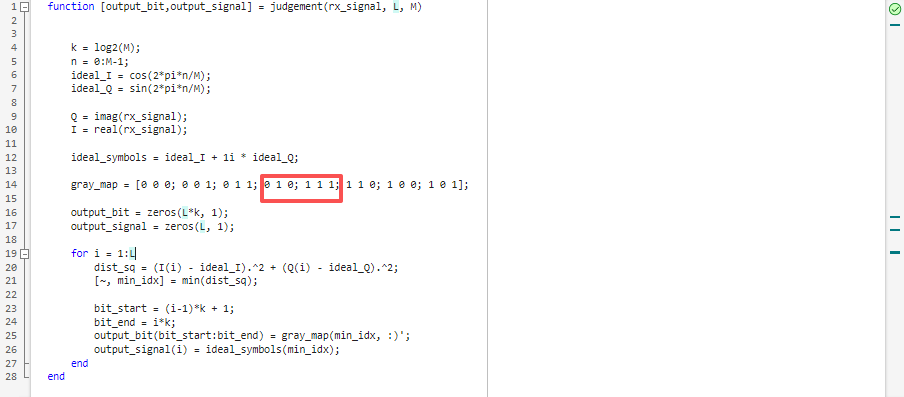 1 function [output_bit,output_signal] = judgement(rx_signal, L, M)
2
3
4 k = log2(M);
5 n = 0:M-1;
6 ideal_I = cos(2*pi*n/M);
7 ideal_Q = sin(2*pi*n/M);
8
9 Q = imag(rx_signal);
10 I = real(rx_signal);
11
12 ideal_symbols = ideal_I + 1i * ideal_Q;
13
14 gray_map = [0 0 0; 0 0 1; 0 1 1; 0 1 0; 1 1 1; 1 1 0; 1 0 0; 1 0 1];
15
16 output_bit = zeros(L*k, 1);
17 output_signal = zeros(L, 1);
18
19 for i = 1:L
20 dist_sq = (I(i) - ideal_I).^2 + (Q(i) - ideal_Q).^2;
21 [~, min_idx] = min(dist_sq);
22
23 bit_start = (i-1)*k + 1;
24 bit_end = i*k;
25 output_bit(bit_start:bit_end) = gray_map(min_idx, :)';
26 output_signal(i) = ideal_symbols(min_idx);
27 end
28 end